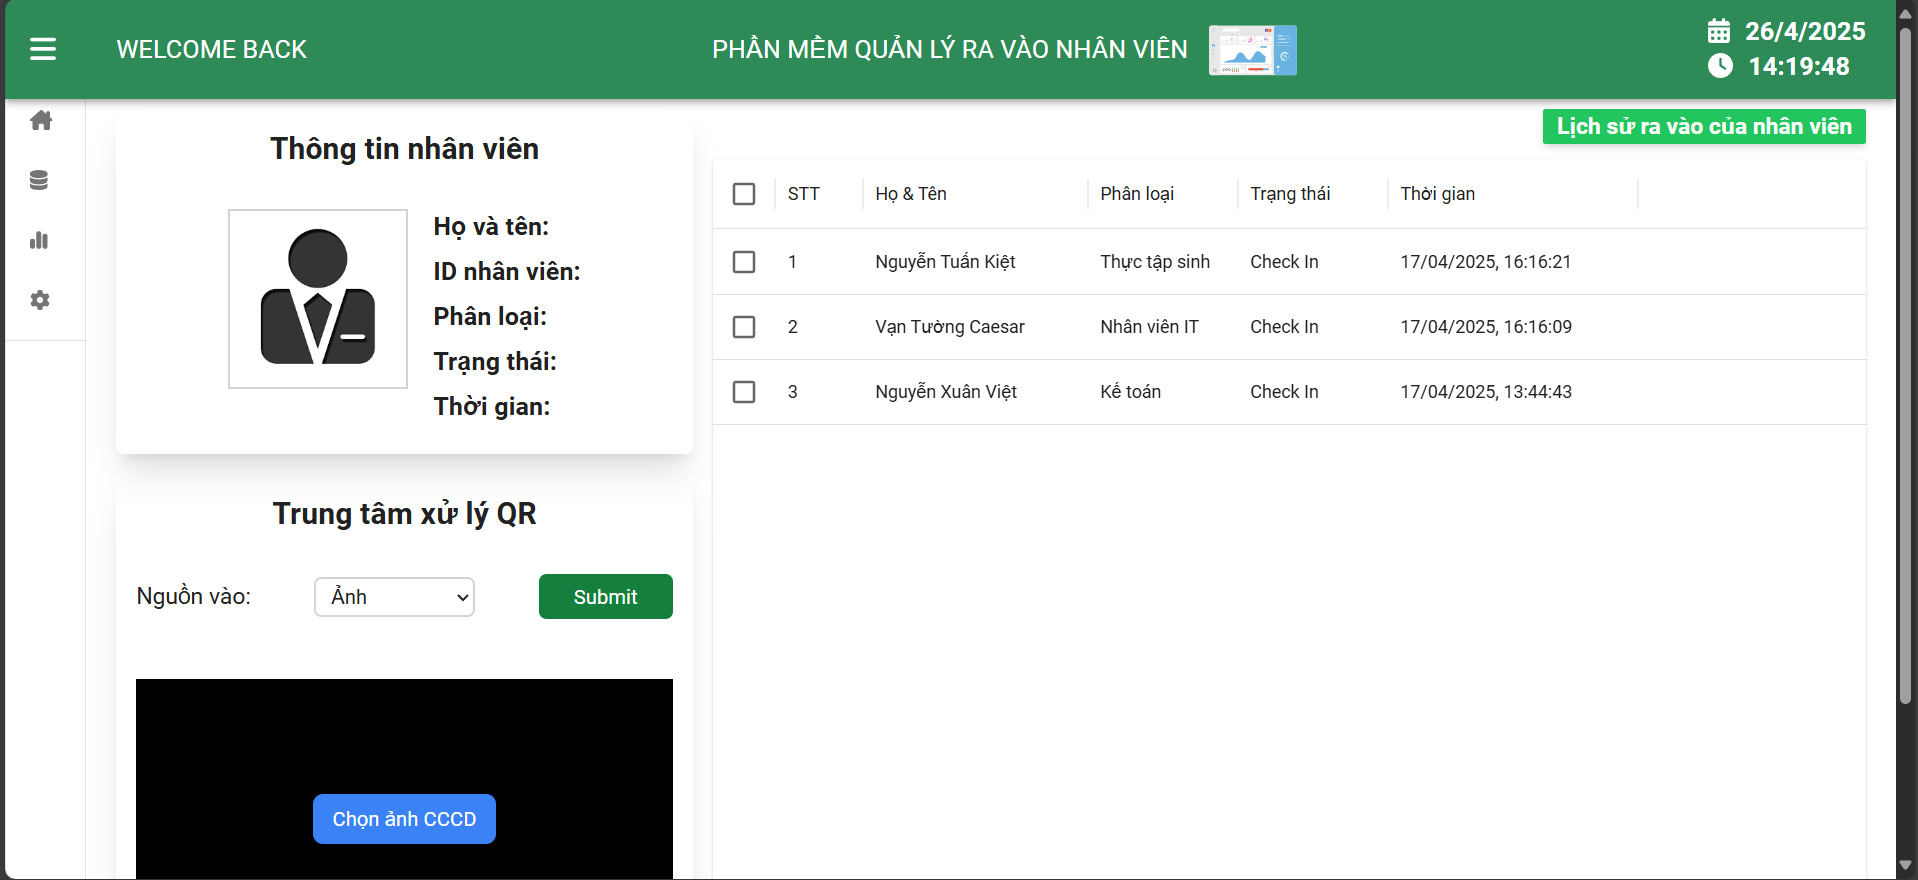 WELCOME BACK
PHẦN MỀM QUẢN LÝ RA VÀO NHÂN VIÊN
26/4/2025
14:19:48
Thông tin nhân viên
Họ và tên:
ID nhân viên:
Phân loại:
Trạng thái:
Thời gian:
Trung tâm xử lý QR
Nguồn vào: Ảnh Submit
Chọn ảnh CCCD
Lịch sử ra vào của nhân viên
STT Họ & Tên Phân loại Trạng thái Thời gian
1 Nguyễn Tuấn Kiệt Thực tập sinh Check In 17/04/2025, 16:16:21
2 Vạn Tường Caesar Nhân viên IT Check In 17/04/2025, 16:16:09
3 Nguyễn Xuân Việt Kế toán Check In 17/04/2025, 13:44:43